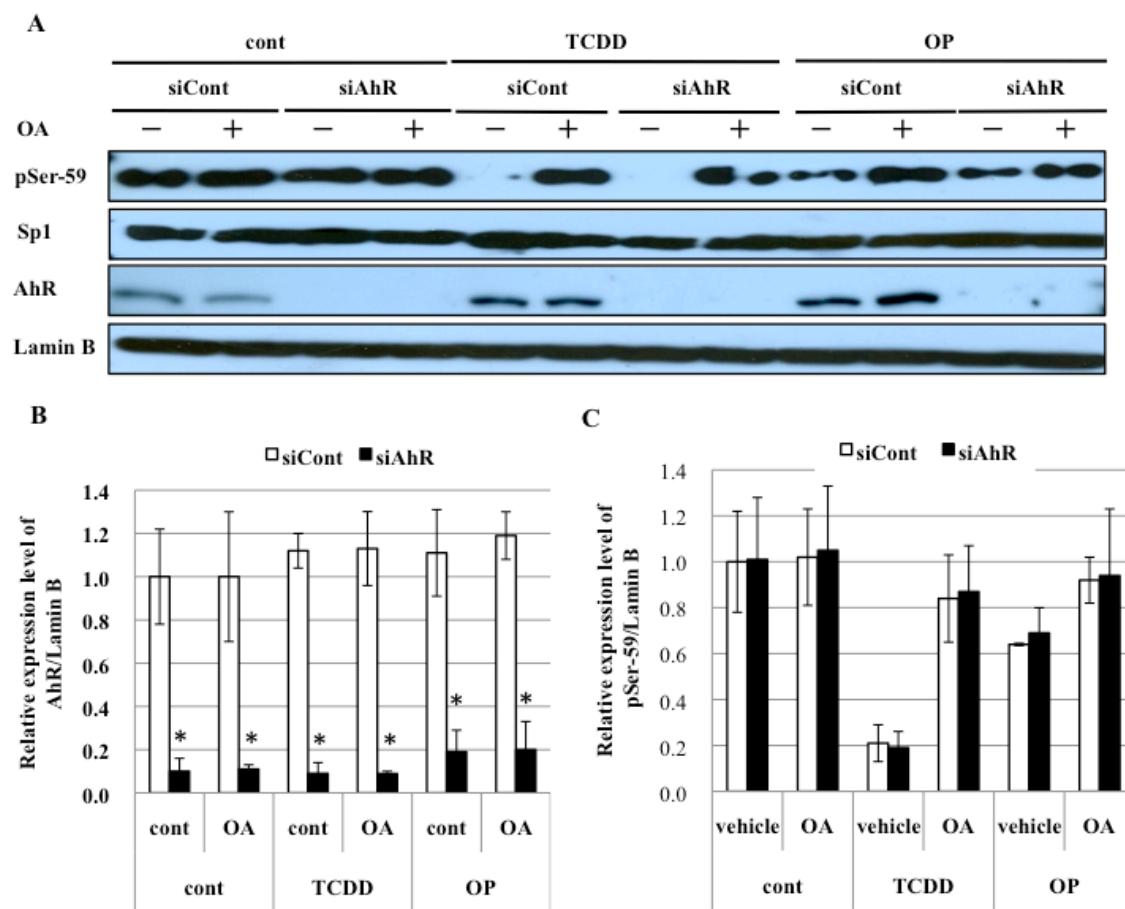 A
cont TCDD OP
siCont siAhR siCont siAhR siCont siAhR
OA − + − + − + − + − + − +
pSer-59
Sp1
AhR
Lamin B
B
siCont siAhR
Relative expression level of
AhR/Lamin B
1.4
1.2
1.0
0.8
0.6
0.4
0.2
0.0
* * * * * *
cont OA cont OA cont OA
cont TCDD OP
C
siCont siAhR
Relative expression level of
pSer-59/Lamin B
1.4
1.2
1.0
0.8
0.6
0.4
0.2
0.0
vehicle OA vehicle OA vehicle OA
cont TCDD OP